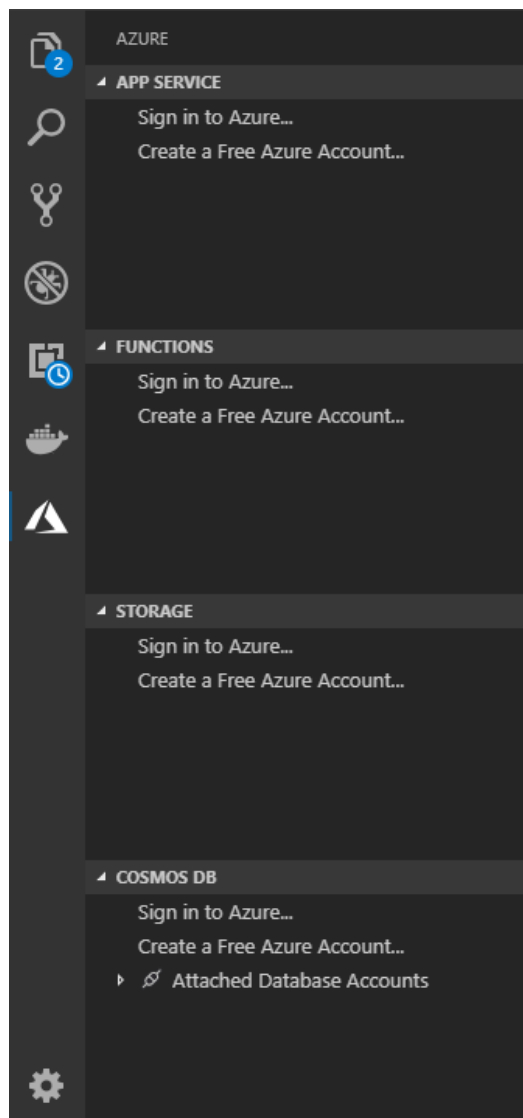 AZURE
2
APP SERVICE
Sign in to Azure...
Create a Free Azure Account...
FUNCTIONS
Sign in to Azure...
Create a Free Azure Account...
STORAGE
Sign in to Azure...
Create a Free Azure Account...
COSMOS DB
Sign in to Azure...
Create a Free Azure Account...
Attached Database Accounts